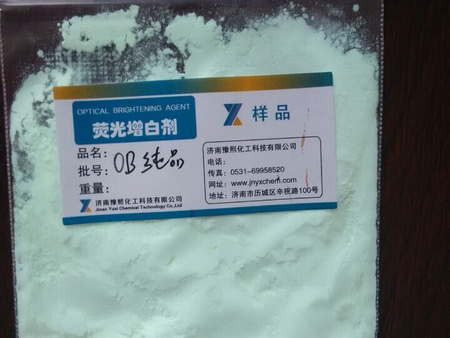 OPTICAL BRIGHTENING AGENT
荧光增白剂
品名：
批号：
OB纯品
重量：
济南豫熙化工科技有限公司
Jinan Yuxi Chemical Technology Co.,Ltd
样品
济南豫熙化工科技有限公司
电话：
传真：0531-69958520
网址：www.jnyxchem.com
地址：济南市历城区辛祝路100号